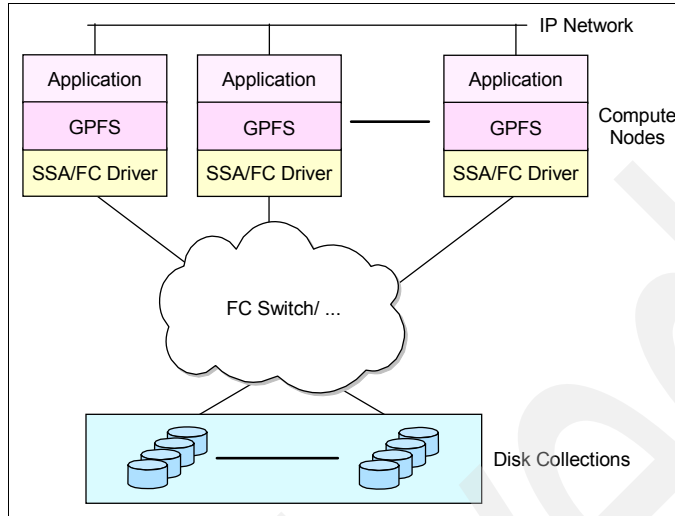 IP Network
Application
Application
Application
GPFS
GPFS
GPFS
Compute
Nodes
SSA/FC Driver
SSA/FC Driver
SSA/FC Driver
FC Switch/ ...
Disk Collections